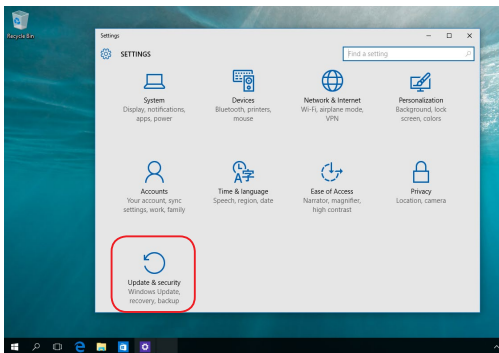 Recycle Bin
Settings
SETTINGS
Find a setting
System
Display, notifications,
apps, power
Devices
Bluetooth, printers,
mouse
Network & Internet
Wi-Fi, airplane mode,
VPN
Personalization
Background, lock
screen, colors
Accounts
Your account, sync
settings, work, family
Time & language
Speech, region, date
Ease of Access
Narrator, magnifier,
high contrast
Privacy
Location, camera
Update & security
Windows Update,
recovery, backup